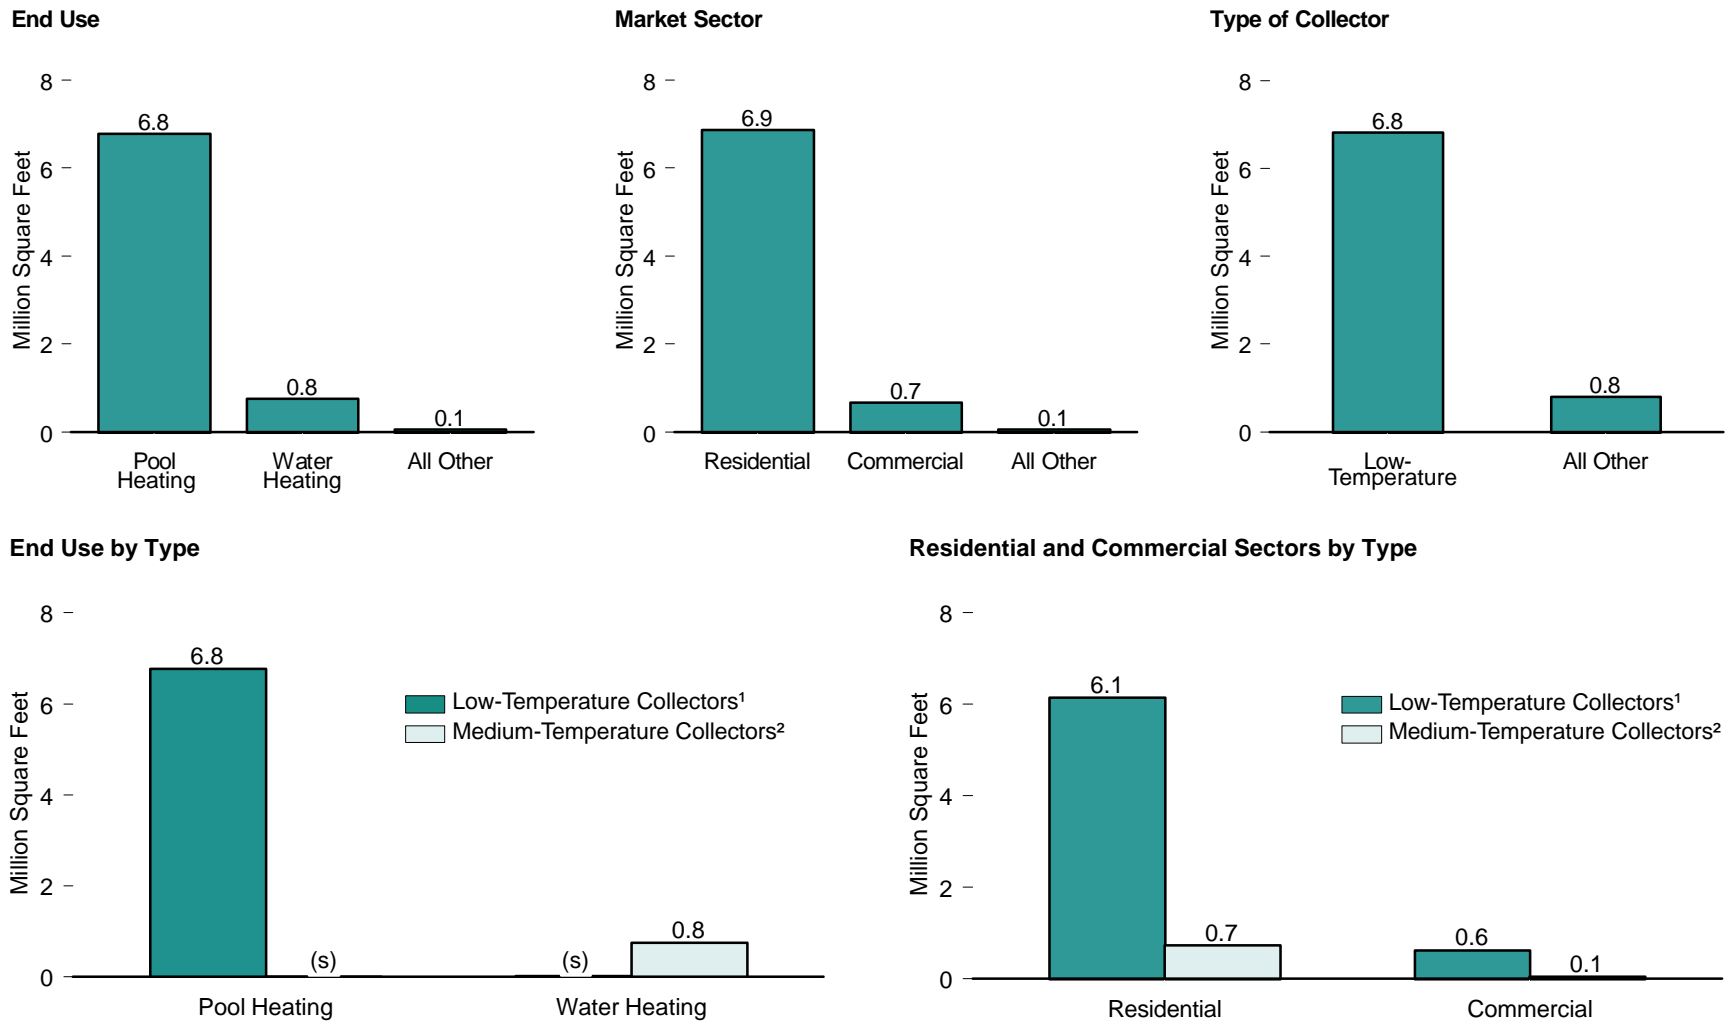 End Use
Market Sector
Type of Collector
8
6
4
2
0
Million Square Feet
6.8
0.8
0.1
Pool
Heating
Water
Heating
All Other
8
6
4
2
0
Million Square Feet
6.9
0.7
0.1
Residential
Commercial
All Other
8
6
4
2
0
Million Square Feet
6.8
0.8
Low-
Temperature
All Other
End Use by Type
Residential and Commercial Sectors by Type
8
6
4
2
0
Million Square Feet
6.8
(s)
(s)
0.8
Low-Temperature Collectors¹
Medium-Temperature Collectors²
Pool Heating
Water Heating
8
6
4
2
0
Million Square Feet
6.1
0.7
0.6
0.1
Low-Temperature Collectors¹
Medium-Temperature Collectors²
Residential
Commercial